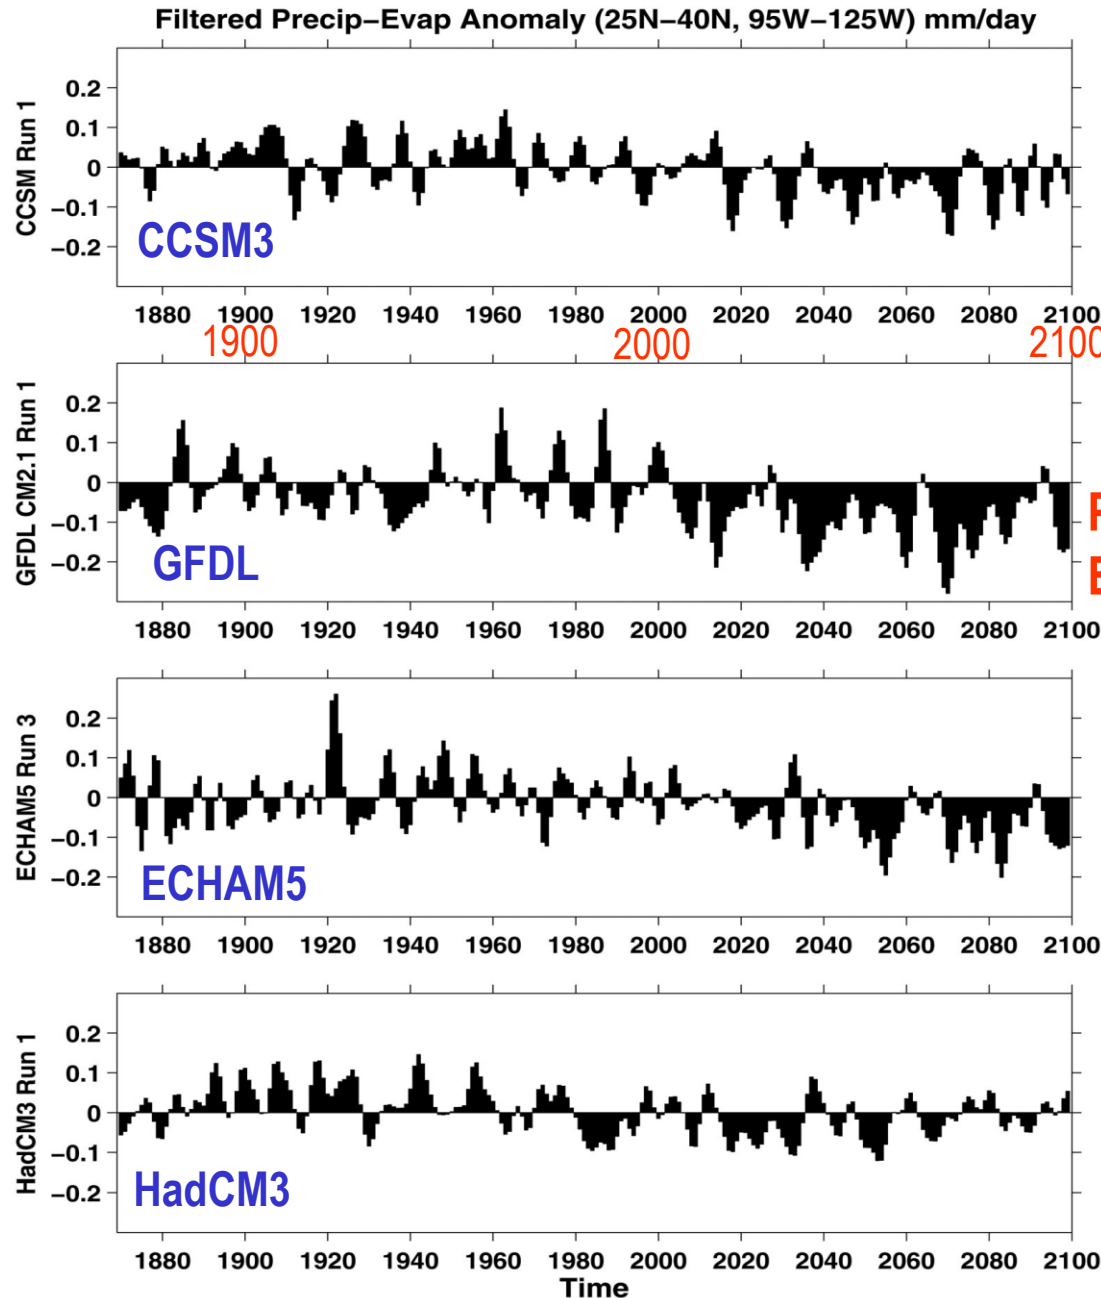 Filtered Precip−Evap Anomaly (25N−40N, 95W−125W) mm/day
CCSM Run 1
0.2
0.1
0
−0.1
−0.2
CCSM3
1880 1900 1920 1940 1960 1980 2000 2020 2040 2060 2080 2100
1900 2000 2100
GFDL CM2.1 Run 1
0.2
0.1
0
−0.1
−0.2
GFDL
1880 1900 1920 1940 1960 1980 2000 2020 2040 2060 2080 2100
ECHAM5 Run 3
0.2
0.1
0
−0.1
−0.2
ECHAM5
1880 1900 1920 1940 1960 1980 2000 2020 2040 2060 2080 2100
HadCM3 Run 1
0.2
0.1
0
−0.1
−0.2
HadCM3
1880 1900 1920 1940 1960 1980 2000 2020 2040 2060 2080 2100
Time